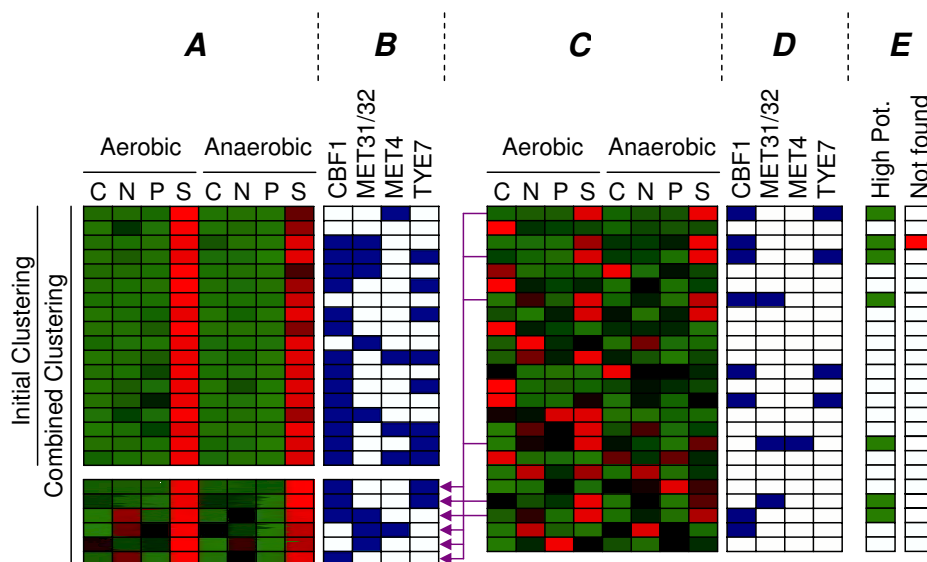 A B C D E
Aerobic Anaerobic
C N P S C N P S
CBF1
MET31/32
MET4
TYE7
Aerobic Anaerobic
C N P S C N P S
CBF1
MET31/32
MET4
TYE7
High Pot.
Not found
Initial Clustering
Combined Clustering